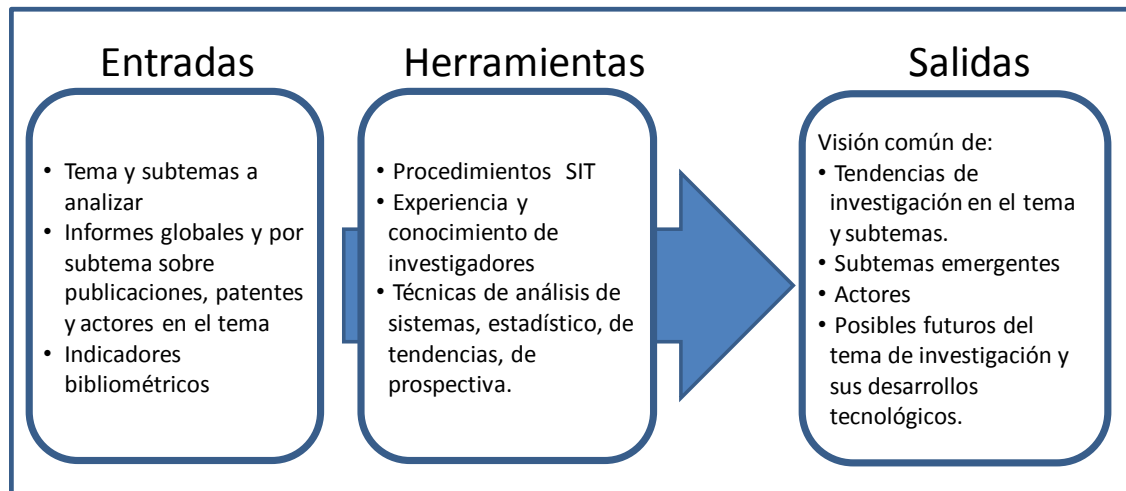 Entradas
• Tema y subtemas a
analizar
• Informes globales y por
subtema sobre
publicaciones, patentes
y actores en el tema
• Indicadores
bibliométricos
Herramientas
• Procedimientos SIT
• Experiencia y
conocimiento de
investigadores
• Técnicas de análisis de
sistemas, estadístico, de
tendencias, de
prospectiva.
Salidas
Visión común de:
• Tendencias de
investigación en el tema
y subtemas.
• Subtemas emergentes
• Actores
• Posibles futuros del
tema de investigación y
sus desarrollos
tecnológicos.